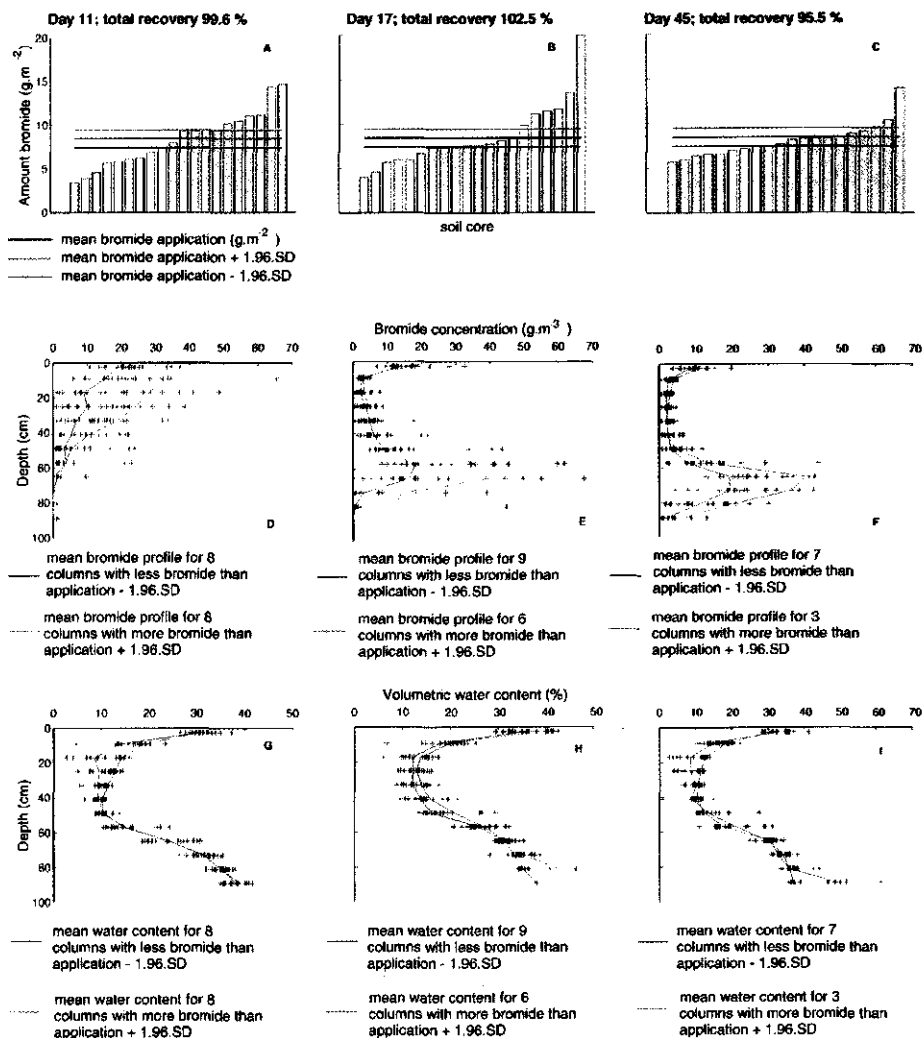 Day 11; total recovery 99.6 %
Day 17; total recovery 102.5 %
Day 45; total recovery 95.5 %
Amount bromide (g.m-2)
20
15
10
5
0
A
B
C
soil core
mean bromide application (g.m-2 )
mean bromide application + 1.96.SD
mean bromide application - 1.96.SD
Bromide concentration (g.m-3 )
0 10 20 30 40 50 60 70
0 10 20 30 40 50 60 70
0 20 40 60 80 100
Depth (cm)
0
20
40
60
80
100
D
E
F
mean bromide profile for 8
columns with less bromide than
application - 1.96.SD
mean bromide profile for 8
columns with more bromide than
application + 1.96.SD
mean bromide profile for 9
columns with less bromide than
application - 1.96.SD
mean bromide profile for 6
columns with more bromide than
application + 1.96.SD
mean bromide profile for 7
columns with less bromide than
application - 1.96.SD
mean bromide profile for 3
columns with more bromide than
application + 1.96.SD
Volumetric water content (%)
0 10 20 30 40 50
0 10 20 30 40 50
0 10 20 30 40 50 60
Depth (cm)
0
20
40
60
80
100
G
H
I
mean water content for 8
columns with less bromide than
application - 1.96.SD
mean water content for 8
columns with more bromide than
application + 1.96.SD
mean water content for 9
columns with less bromide than
application - 1.96.SD
mean water content for 6
columns with more bromide than
application + 1.96.SD
mean water content for 7
columns with less bromide than
application - 1.96.SD
mean water content for 3
columns with more bromide than
application + 1.96.SD